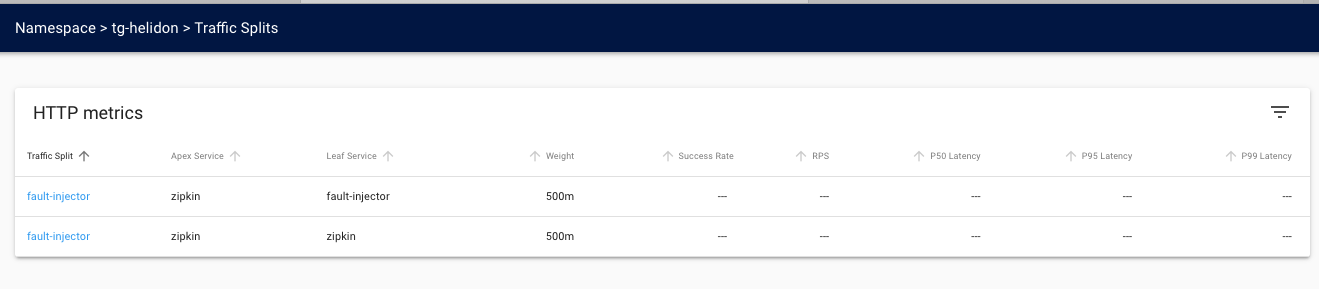 Namespace > tg-helidon > Traffic Splits
HTTP metrics
Traffic Split Apex Service Leaf Service Weight Success Rate RPS P50 Latency P95 Latency P99 Latency
fault-injector zipkin fault-injector 500m --- --- --- --- ---
fault-injector zipkin zipkin 500m --- --- --- --- ---